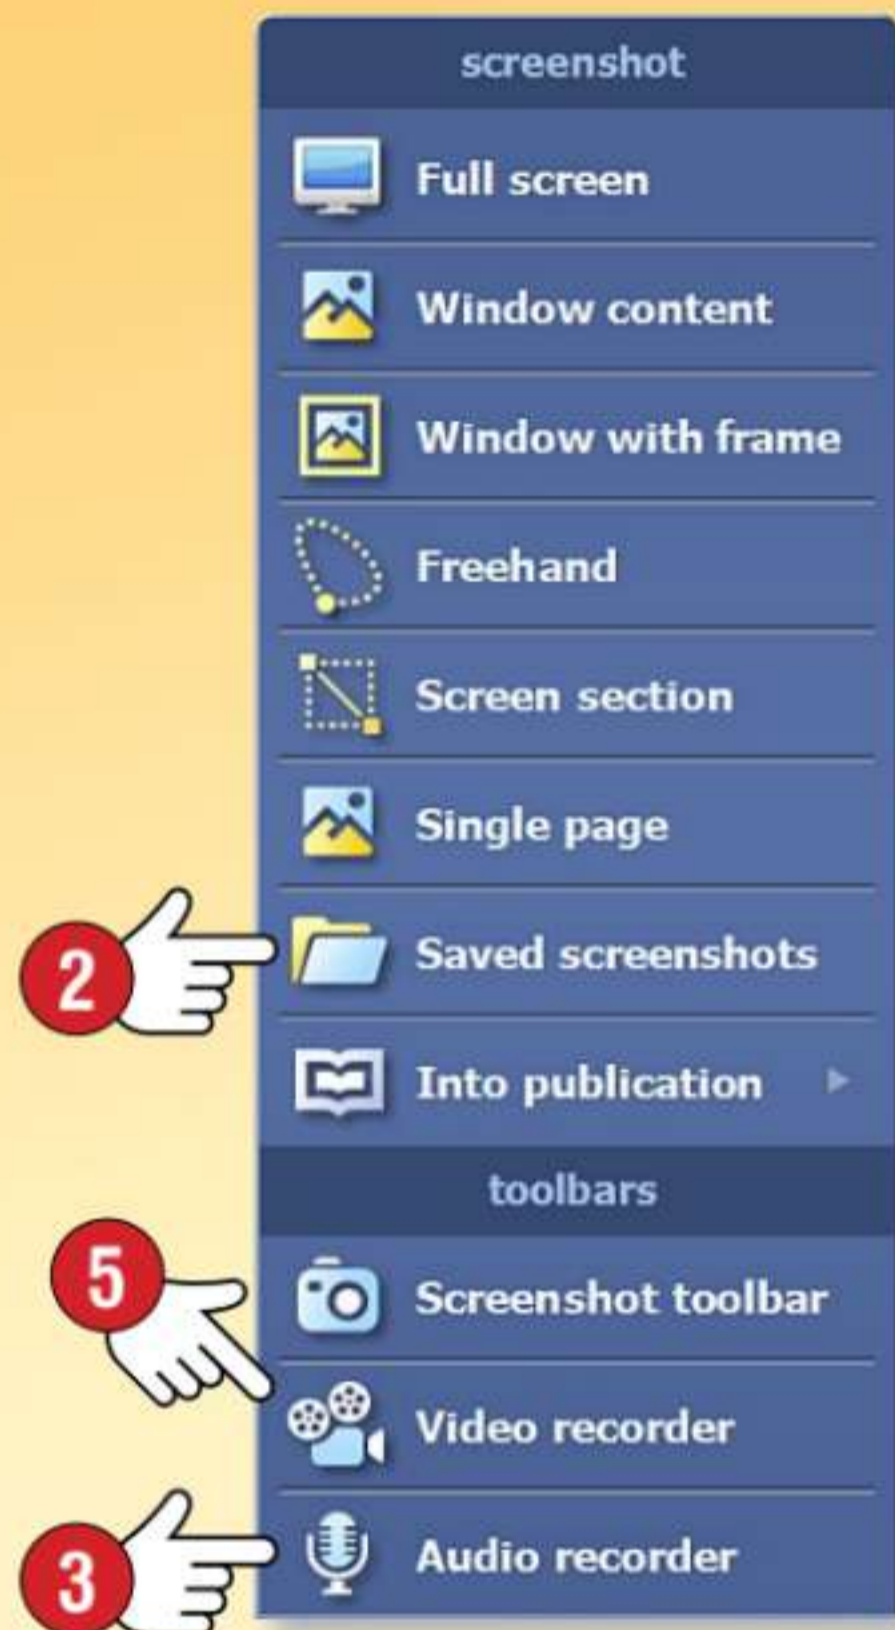 screenshot
Full screen
Window content
Window with frame
Freehand
Screen section
Single page
2
Saved screenshots
Into publication
toolbars
5
Screenshot toolbar
Video recorder
3
Audio recorder